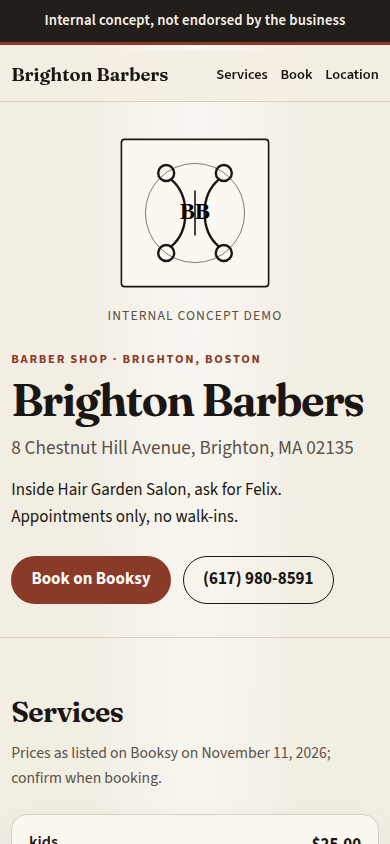 Internal concept, not endorsed by the business
Brighton Barbers
Services Book Location
BB
INTERNAL CONCEPT DEMO
BARBER SHOP · BRIGHTON, BOSTON
Brighton Barbers
8 Chestnut Hill Avenue, Brighton, MA 02135
Inside Hair Garden Salon, ask for Felix.
Appointments only, no walk-ins.
Book on Booksy (617) 980-8591
Services
Prices as listed on Booksy on November 11, 2026;
confirm when booking.
kids $25.00